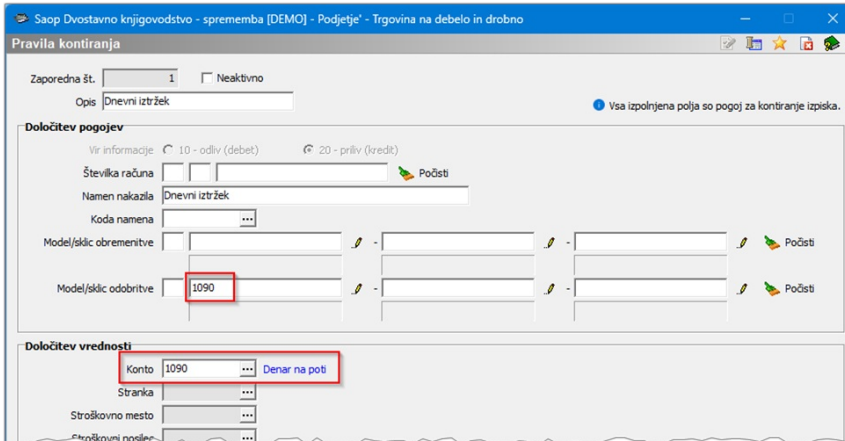 Saop Dvostavno knjigovodstvo - sprememba [DEMO] - Podjetje' - Trgovina na debelo in drobno
Pravila kontiranja
Zaporedna št. 1 Neaktivno
Opis Dnevni iztržek
Vsa izpolnjena polja so pogoj za kontiranje izpiska.
Določitev pogojev
Vir informacije 10 - odliv (debet) 20 - priliv (kredit)
Številka računa Počisti
Namen nakazila Dnevni iztržek
Koda namena ...
Model/sklic obremenitve - - Počisti
Model/sklic odobritve 1090 - - Počisti
Določitev vrednosti
Konto 1090 ... Denar na poti
Stranka ...
Stroškovno mesto ...
Stroškovni nosilec ...